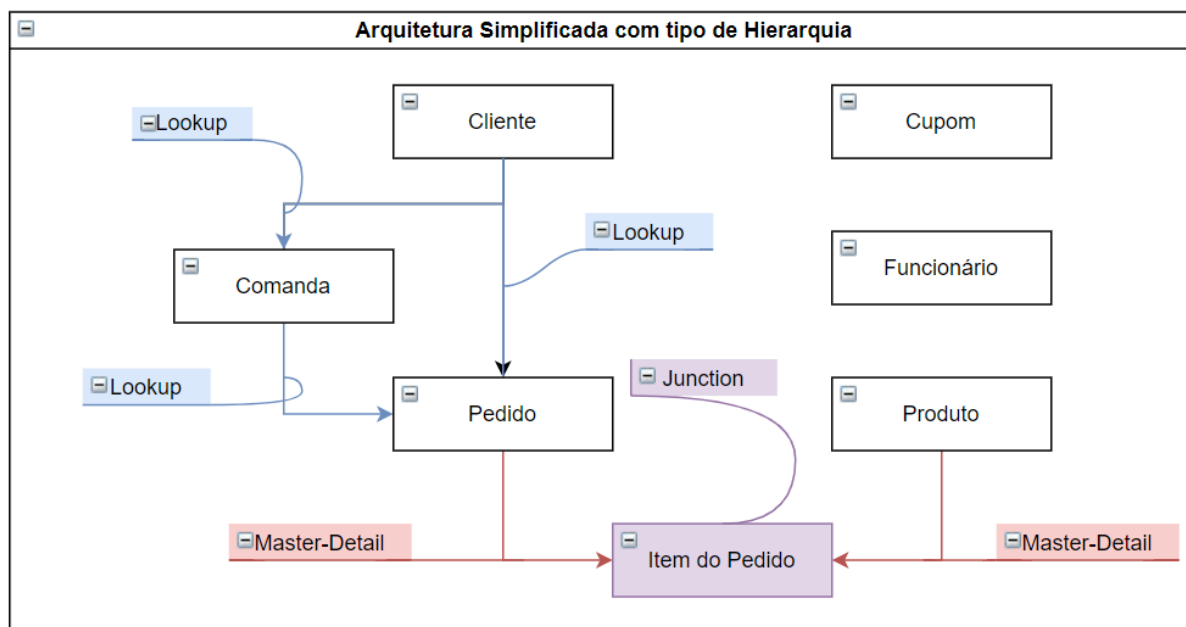 Arquitetura Simplificada com tipo de Hierarquia
Lookup
Cliente
Cupom
Lookup
Funcionário
Comanda
Lookup
Junction
Pedido
Produto
Master-Detail
Item do Pedido
Master-Detail